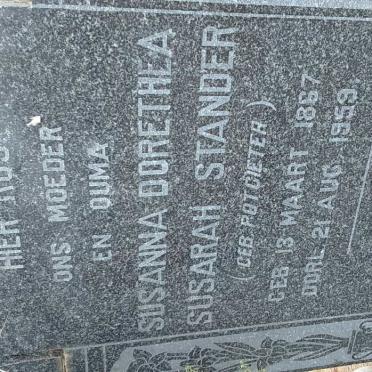 HIER RUS
ONS MOEDER
EN OUMA
SUSANNA DORETHEA
SUSARAH STANDER
(GEB POTGIETER)
GEB 13 MAART 1867
OORL 21 AUG 1959